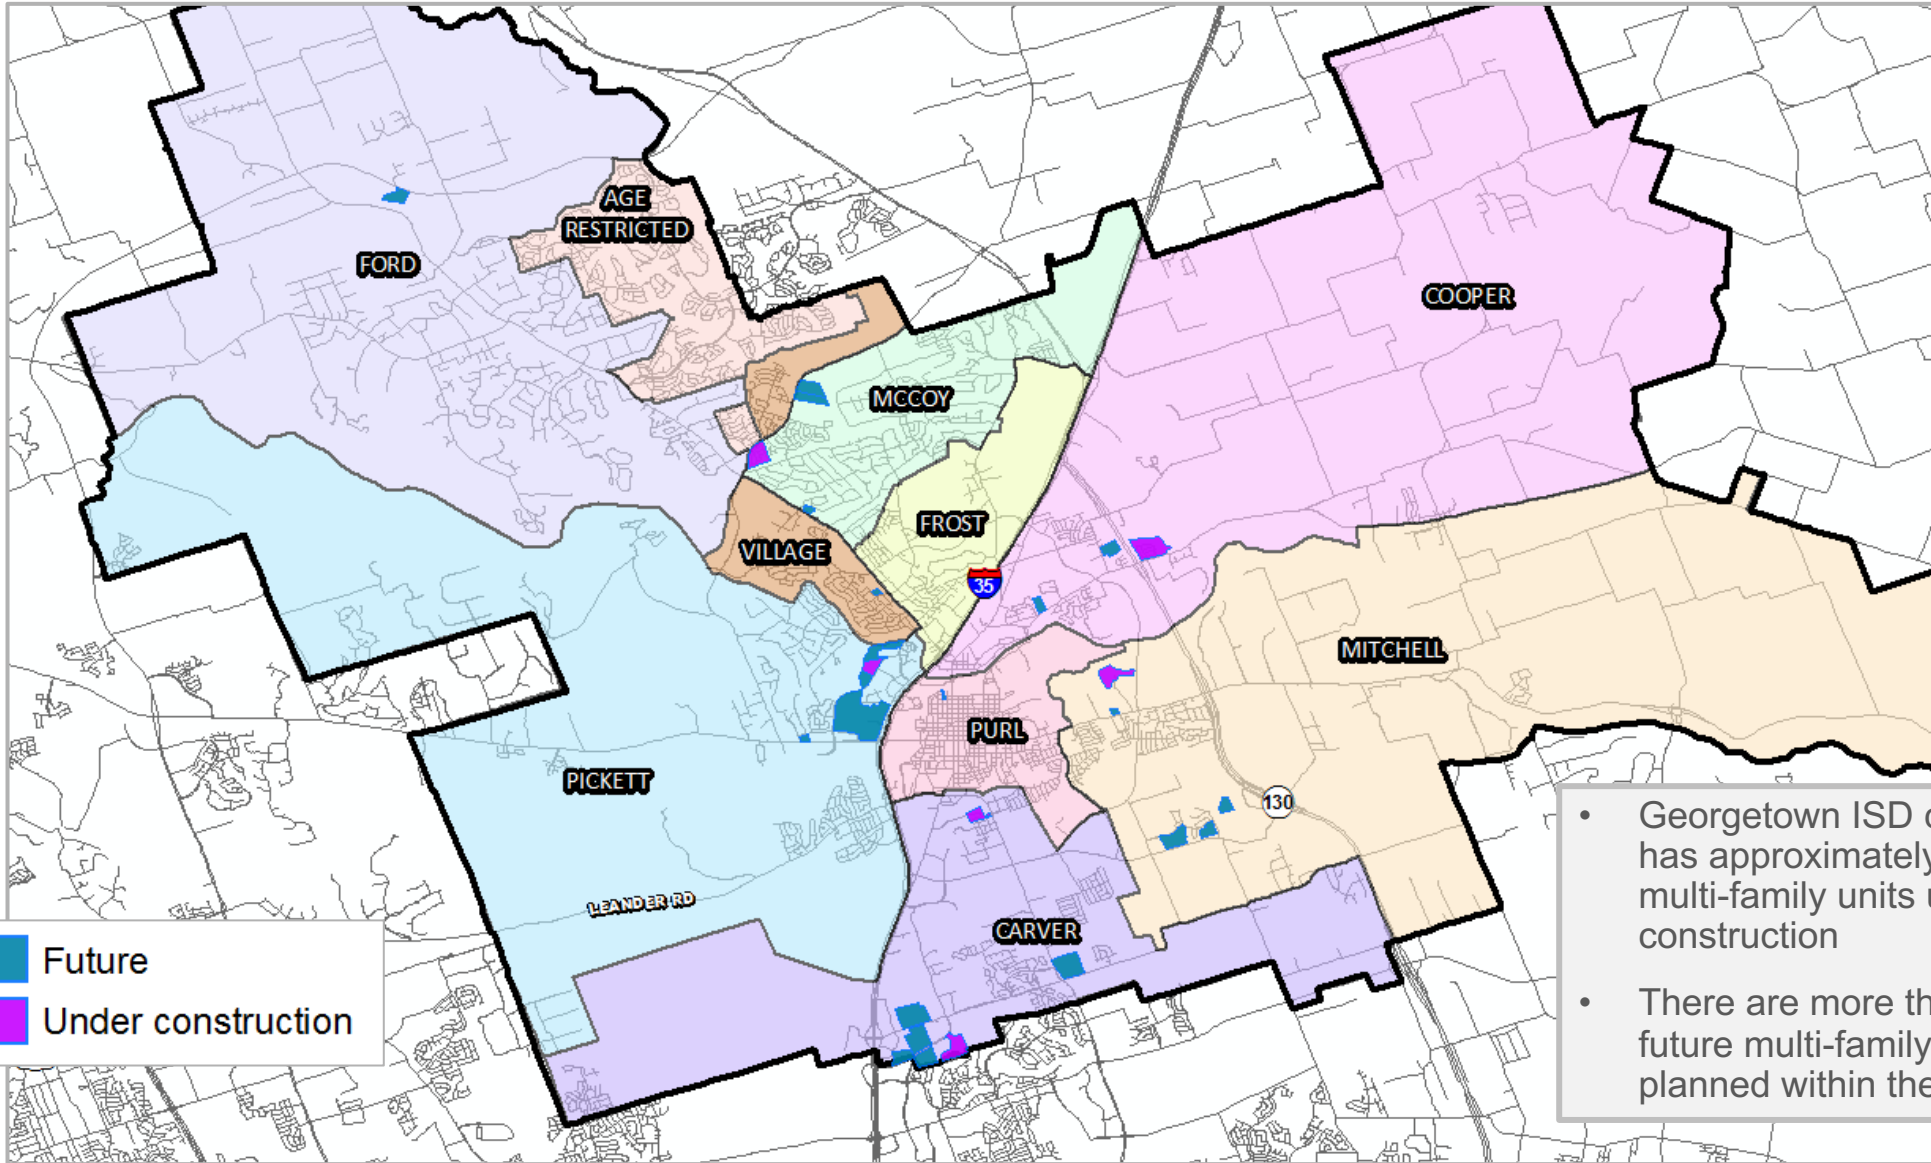 AGE
RESTRICTED
FORD
COOPER
MCCOY
FROST
VILLAGE
35
MITCHELL
PURL
PICKETT
130
LEANDER RD
CARVER
Future
Under construction
• Georgetown ISD
has approximately
multi-family units
construction
• There are more
future multi-family
planned within the